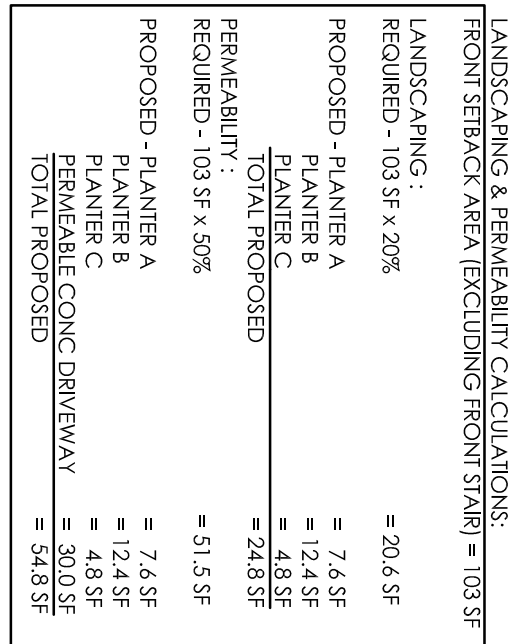 LANDSCAPING & PERMEABILITY CALCULATIONS:
FRONT SETBACK AREA (EXCLUDING FRONT STAIR) = 103 SF
LANDSCAPING :
REQUIRED - 103 SF x 20% = 20.6 SF
PROPOSED - PLANTER A = 7.6 SF
PLANTER B = 12.4 SF
PLANTER C = 4.8 SF
TOTAL PROPOSED = 24.8 SF
PERMEABILITY :
REQUIRED - 103 SF x 50% = 51.5 SF
PROPOSED - PLANTER A = 7.6 SF
PLANTER B = 12.4 SF
PLANTER C = 4.8 SF
PERMEABLE CONC DRIVEWAY = 30.0 SF
TOTAL PROPOSED = 54.8 SF